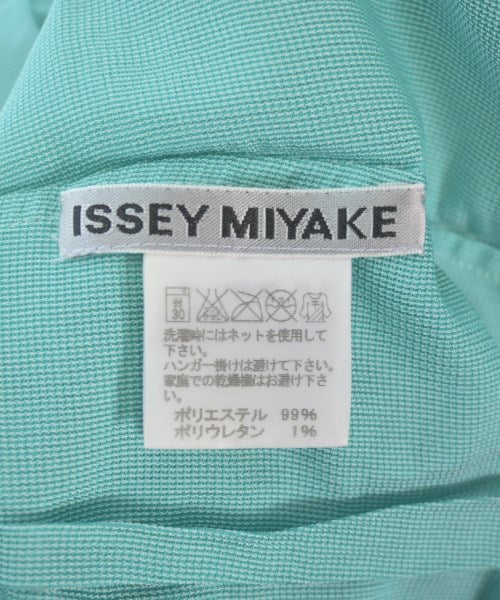 ISSEY MIYAKE
弱
30
洗濯時にはネットを使用して
下さい。
ハンガー掛けは避けて下さい。
家庭での乾燥機はお避け下さ
い。
ポリエステル 99%
ポリウレタン 1%